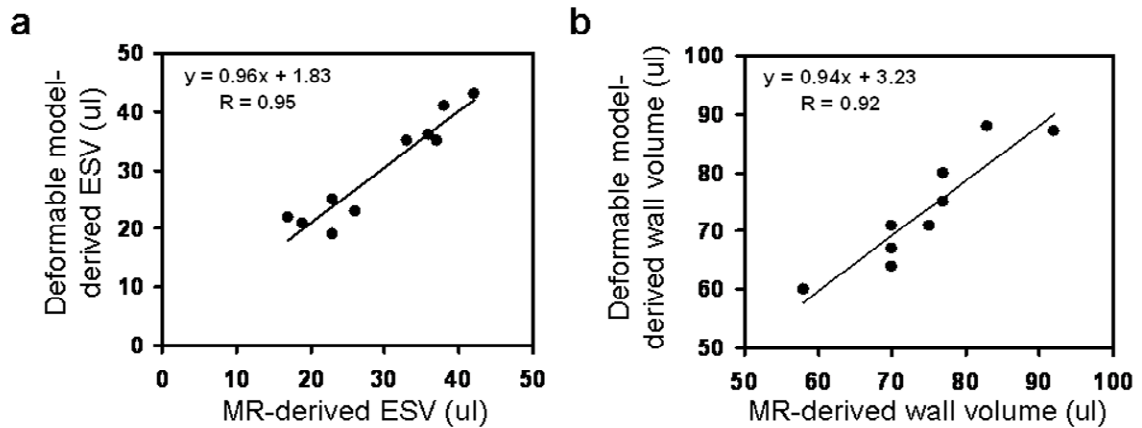 a
Deformable model-
derived ESV (ul)
50
40
30
20
10
0
y = 0.96x + 1.83
R = 0.95
0 10 20 30 40 50
MR-derived ESV (ul)
b
Deformable model-
derived wall volume (ul)
100
90
80
70
60
50
y = 0.94x + 3.23
R = 0.92
50 60 70 80 90 100
MR-derived wall volume (ul)